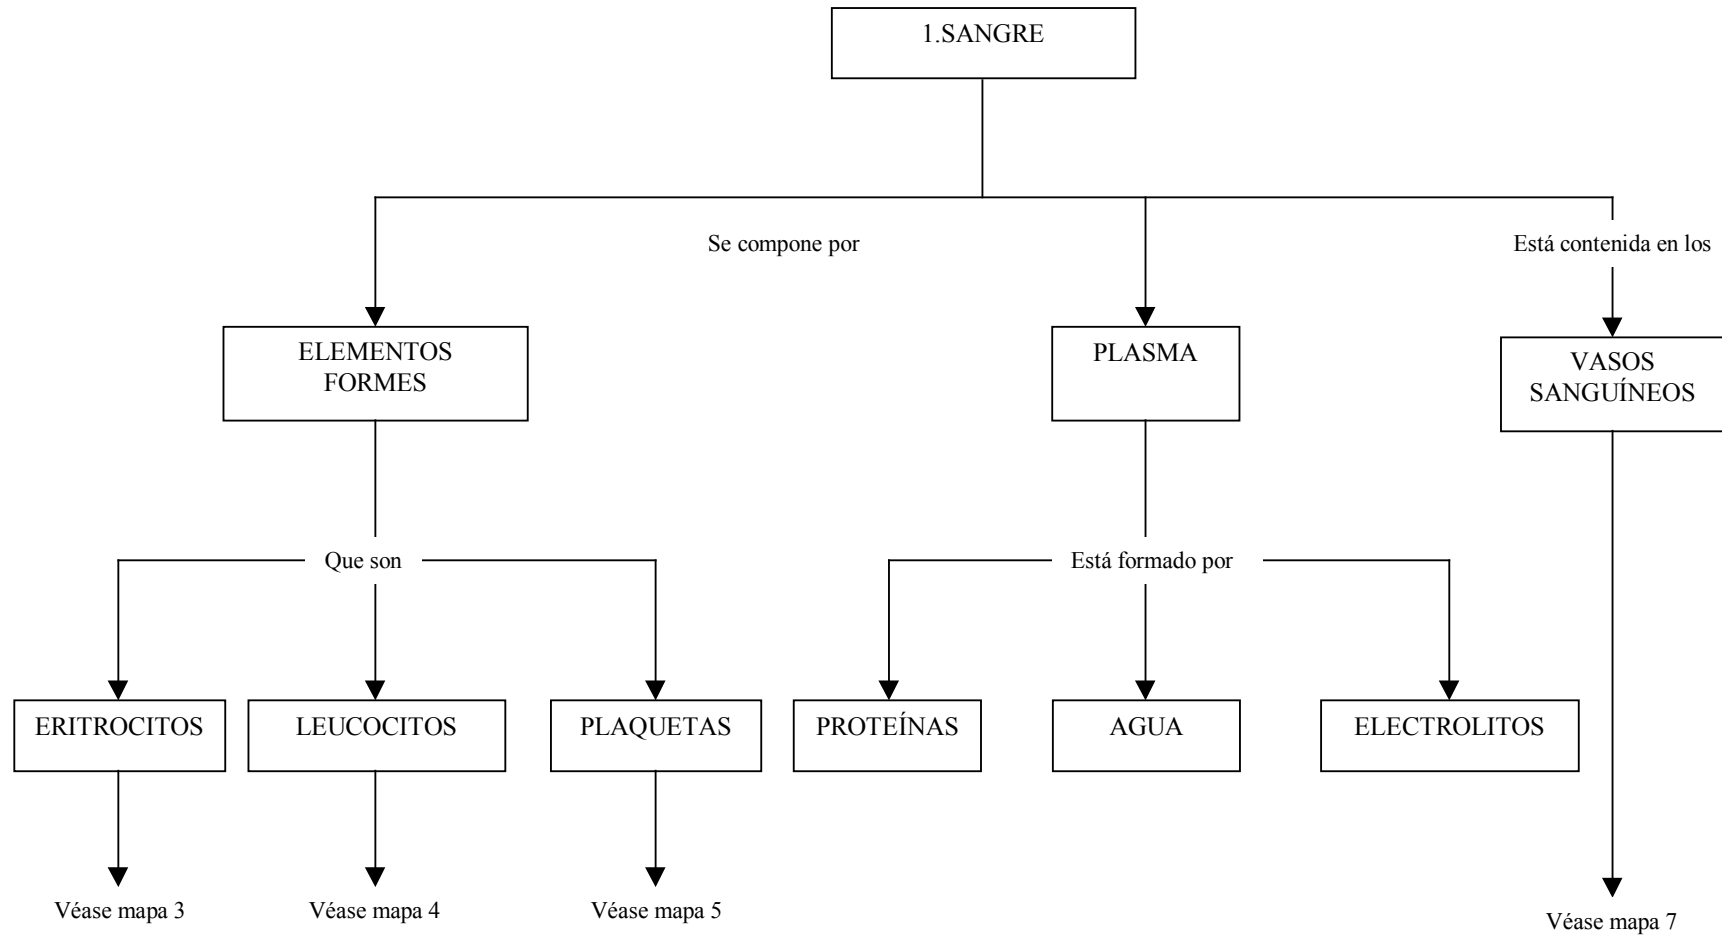 1.SANGRE
Se compone por
Está contenida en los
ELEMENTOS
FORMES
PLASMA
VASOS
SANGUÍNEOS
Que son
Está formado por
ERITROCITOS
LEUCOCITOS
PLAQUETAS
PROTEÍNAS
AGUA
ELECTROLITOS
Véase mapa 3
Véase mapa 4
Véase mapa 5
Véase mapa 7